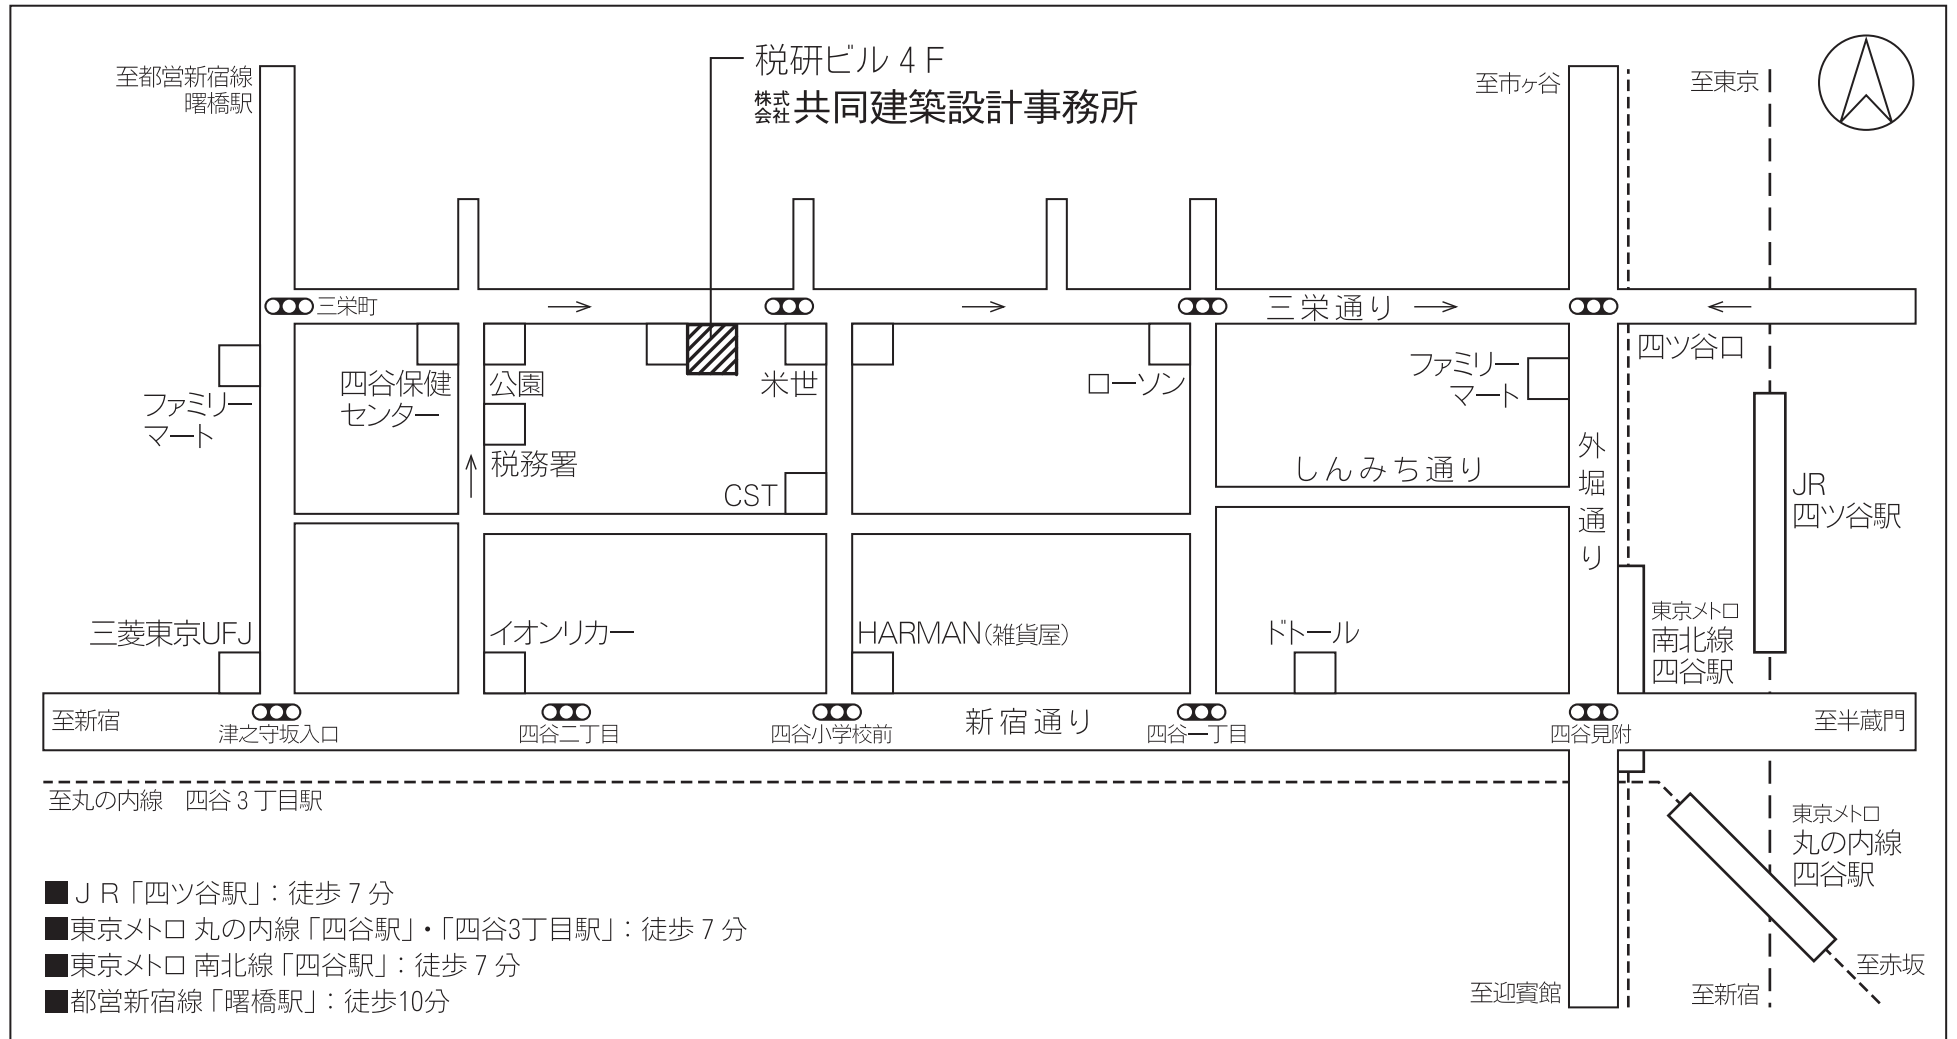 税研ビル 4 F
株式会社 共同建築設計事務所
至都営新宿線
曙橋駅
至市ヶ谷
至東京
三栄町
三栄通り
四ツ谷口
ファミリー
マート
四谷保健
センター
公園
税務署
米世
CST
ローソン
ファミリー
マート
しんみち通り
外堀通り
JR
四ツ谷駅
三菱東京UFJ
イオンリカー
HARMAN(雑貨屋)
ドトール
東京メトロ
南北線
四谷駅
至新宿
津之守坂入口
四谷二丁目
四谷小学校前
新宿通り
四谷一丁目
四谷見附
至半蔵門
至丸の内線　四谷 3 丁目駅
東京メトロ
丸の内線
四谷駅
至赤坂
至迎賓館
至新宿
■ＪＲ「四ツ谷駅」：徒歩 7 分
■東京メトロ 丸の内線「四谷駅」・「四谷3丁目駅」：徒歩 7 分
■東京メトロ 南北線「四谷駅」：徒歩 7 分
■都営新宿線「曙橋駅」：徒歩10分